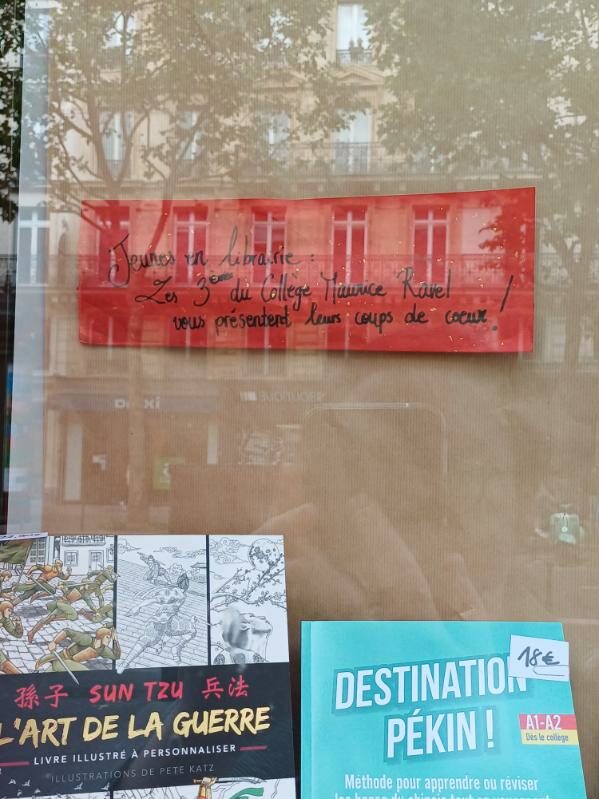 Jeunes en librairie :
Les 3ème du Collège Maurice Ravel
vous présentent leurs coups de coeur !
孫子 SUN TZU 兵法
L'ART DE LA GUERRE
LIVRE ILLUSTRÉ À PERSONNALISER
ILLUSTRATIONS DE PETE KATZ
18€
DESTINATION
PÉKIN !
A1-A2
Dès le collège
Méthode pour apprendre ou réviser